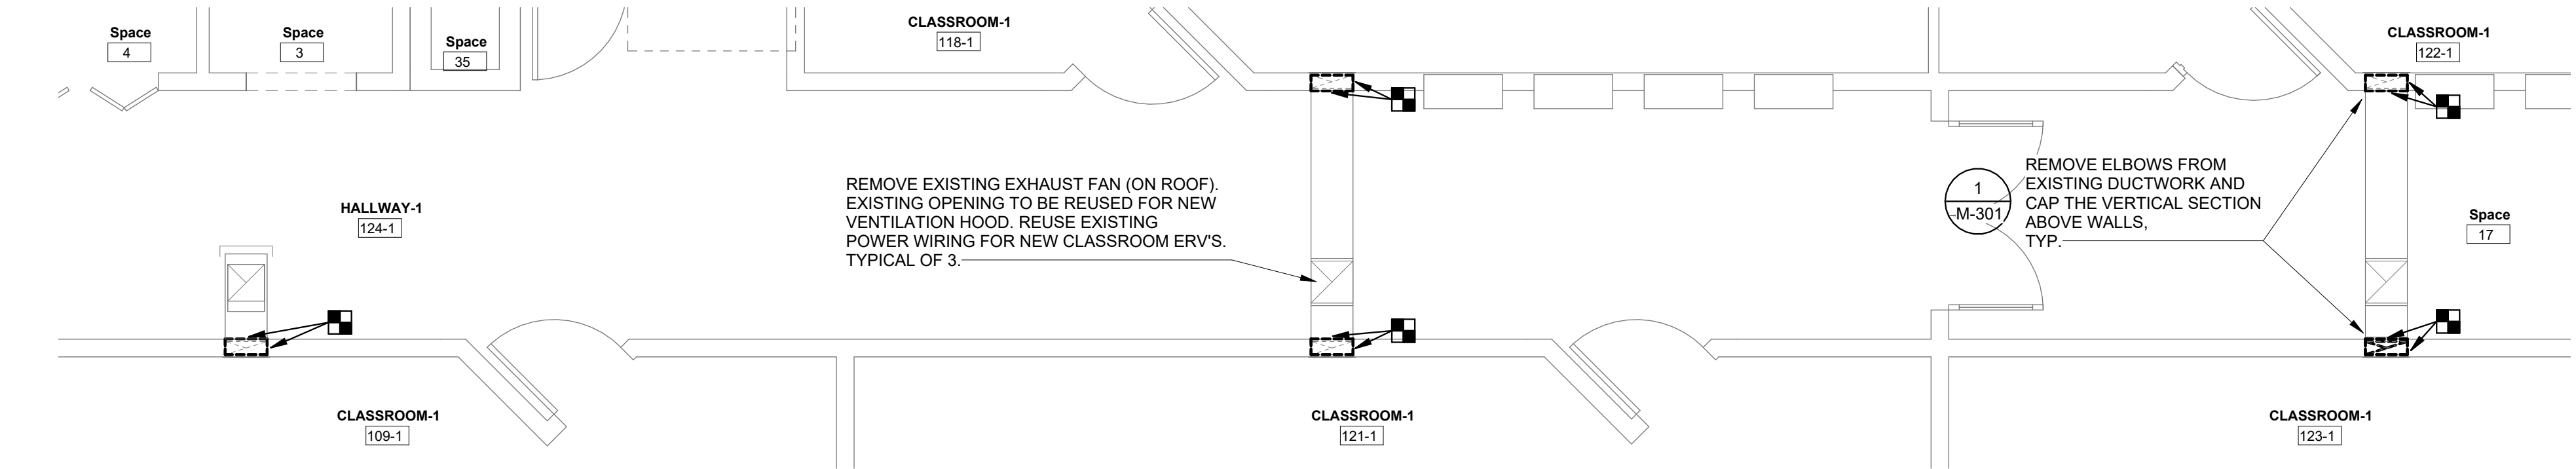 Space
4
Space
3
Space
35
CLASSROOM-1
118-1
CLASSROOM-1
122-1
HALLWAY-1
124-1
REMOVE EXISTING EXHAUST FAN (ON ROOF).
EXISTING OPENING TO BE REUSED FOR NEW
VENTILATION HOOD. REUSE EXISTING
POWER WIRING FOR NEW CLASSROOM ERV'S.
TYPICAL OF 3.
1
M-301
REMOVE ELBOWS FROM
EXISTING DUCTWORK AND
CAP THE VERTICAL SECTION
ABOVE WALLS,
TYP.
Space
17
CLASSROOM-1
109-1
CLASSROOM-1
121-1
CLASSROOM-1
123-1